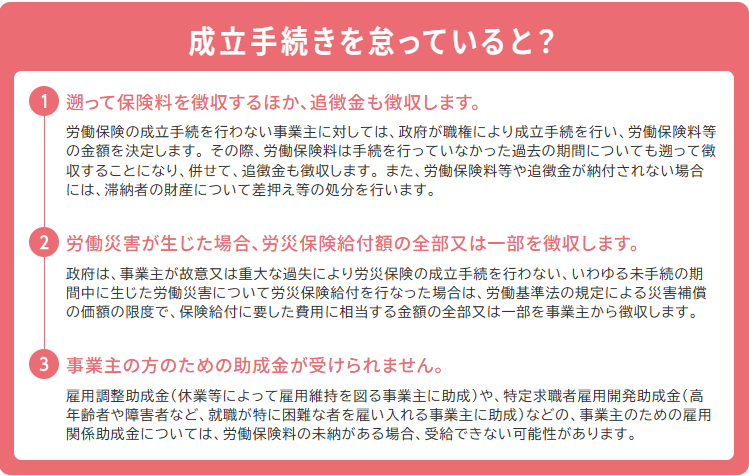 成立手続きを怠っていると？
1 遡って保険料を徴収するほか、追徴金も徴収します。
労働保険の成立手続を行わない事業主に対しては、政府が職権により成立手続を行い、労働保険料等
の金額を決定します。その際、労働保険料は手続を行っていなかった過去の期間についても遡って徴
収することになり、併せて、追徴金も徴収します。また、労働保険料等や追徴金が納付されない場合
には、滞納者の財産について差押え等の処分を行います。
2 労働災害が生じた場合、労災保険給付額の全部又は一部を徴収します。
政府は、事業主が故意又は重大な過失により労災保険の成立手続を行わない、いわゆる未手続の期
間中に生じた労働災害について労災保険給付を行なった場合は、労働基準法の規定による災害補償
の価額の限度で、保険給付に要した費用に相当する金額の全部又は一部を事業主から徴収します。
3 事業主の方のための助成金が受けられません。
雇用調整助成金（休業等によって雇用維持を図る事業主に助成）や、特定求職者雇用開発助成金（高
年齢者や障害者など、就職が特に困難な者を雇い入れる事業主に助成）などの、事業主のための雇用
関係助成金については、労働保険料の未納がある場合、受給できない可能性があります。